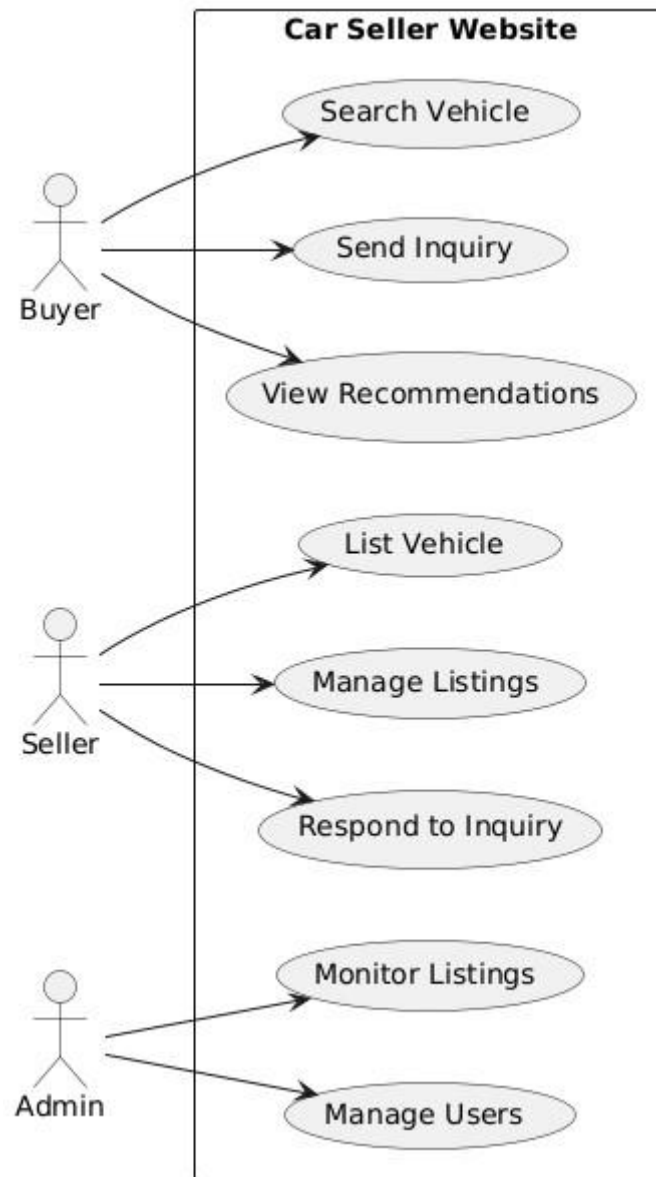 Car Seller Website
Search Vehicle
Send Inquiry
Buyer
View Recommendations
List Vehicle
Manage Listings
Seller
Respond to Inquiry
Monitor Listings
Admin
Manage Users